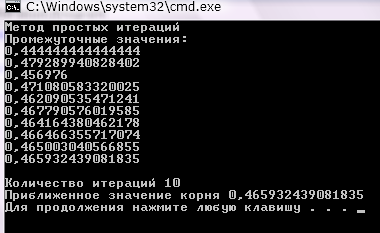 C:\Windows\system32\cmd.exe
Метод простых итераций
Промежуточные значения:
0,444444444444444
0,479289940828402
0,456976
0,471080583320025
0,462090535471241
0,467790576019585
0,464164380462178
0,466466355717074
0,465003040566855
0,465932439081835
Количество итераций 10
Приближенное значение корня 0,465932439081835
Для продолжения нажмите любую клавишу . . .